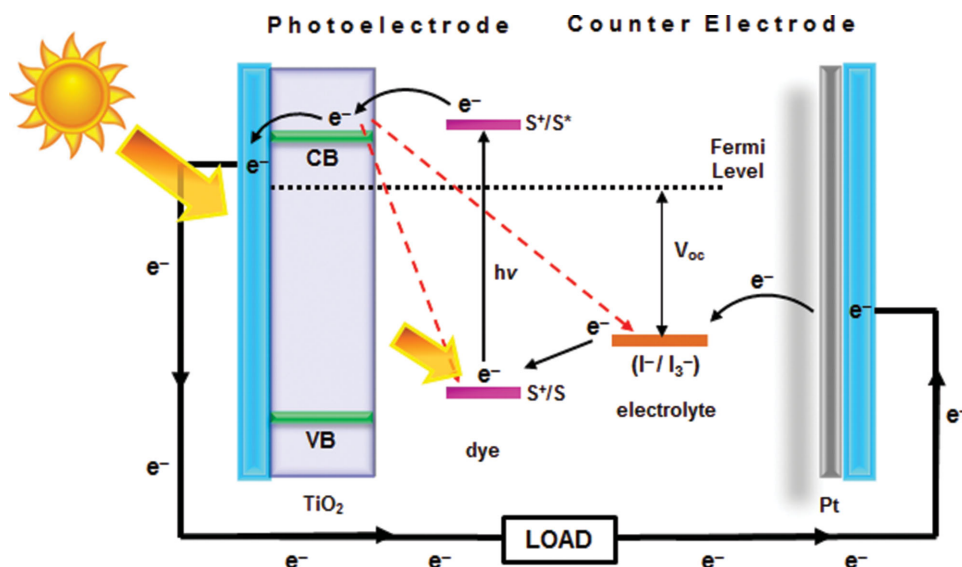 Photoelectrode
Counter Electrode
e⁻
e⁻
S⁺/S*
e⁻
CB
Fermi
Level
e⁻
hν
V_oc
e⁻
e⁻
e⁻
(I⁻/ I₃⁻)
e⁻
S⁺/S
electrolyte
e⁻
VB
dye
e⁻
TiO₂
Pt
LOAD
e⁻
e⁻
e⁻
e⁻